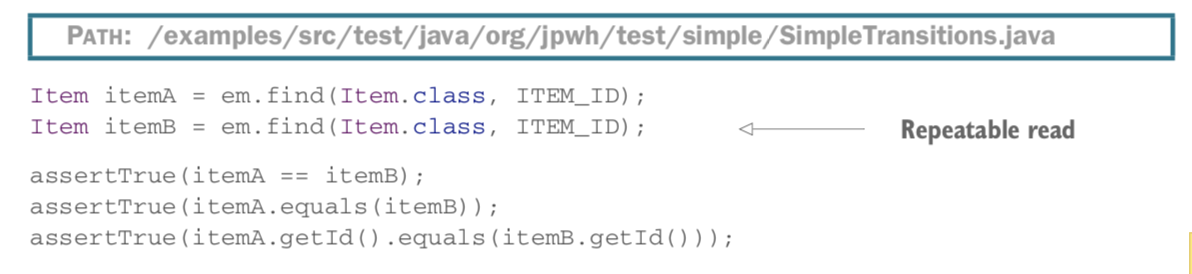 PATH: /examples/src/test/java/org/jpwh/test/simple/SimpleTransitions.java
Item itemA = em.find(Item.class, ITEM_ID);
Item itemB = em.find(Item.class, ITEM_ID); Repeatable read
assertTrue(itemA == itemB);
assertTrue(itemA.equals(itemB));
assertTrue(itemA.getId().equals(itemB.getId()));